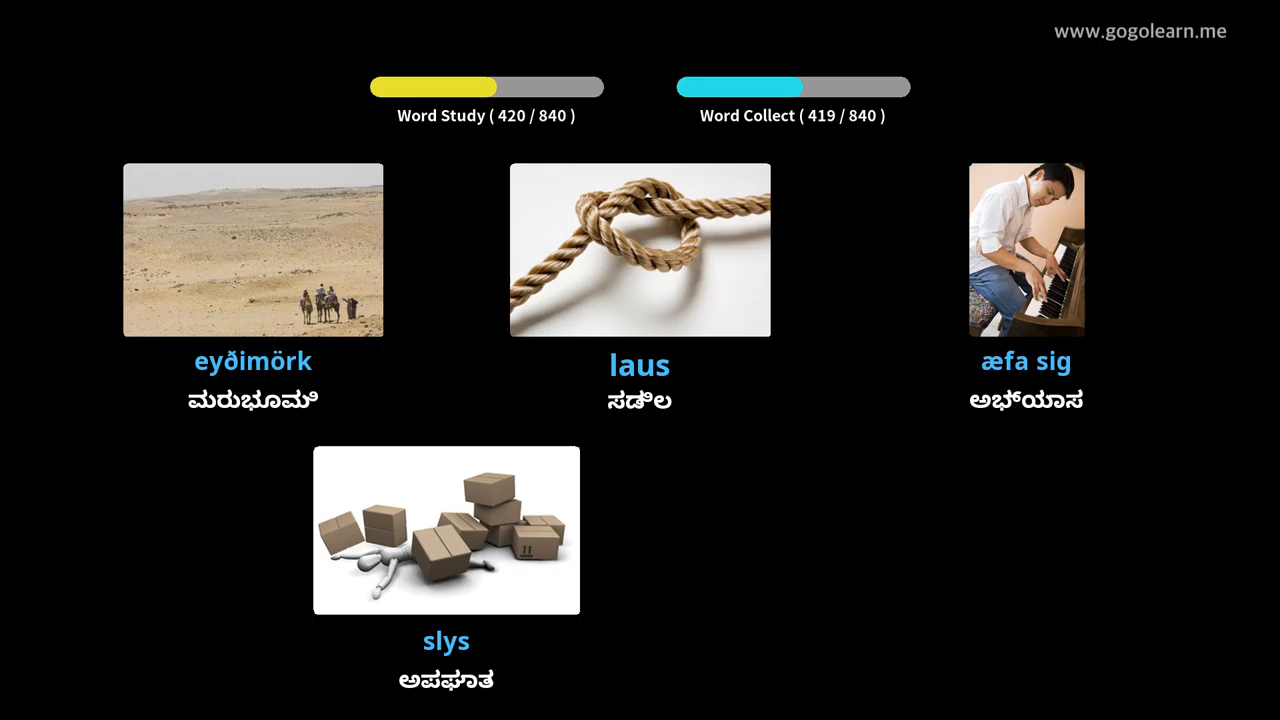 www.gogolearn.me
Word Study ( 420 / 840 )
Word Collect ( 419 / 840 )
eyðimörk
ಮರುಭೂಮಿ
laus
ಸಡಿಲ
æfa sig
ಅಭ್ಯಾಸ
slys
ಅಪಘಾತ